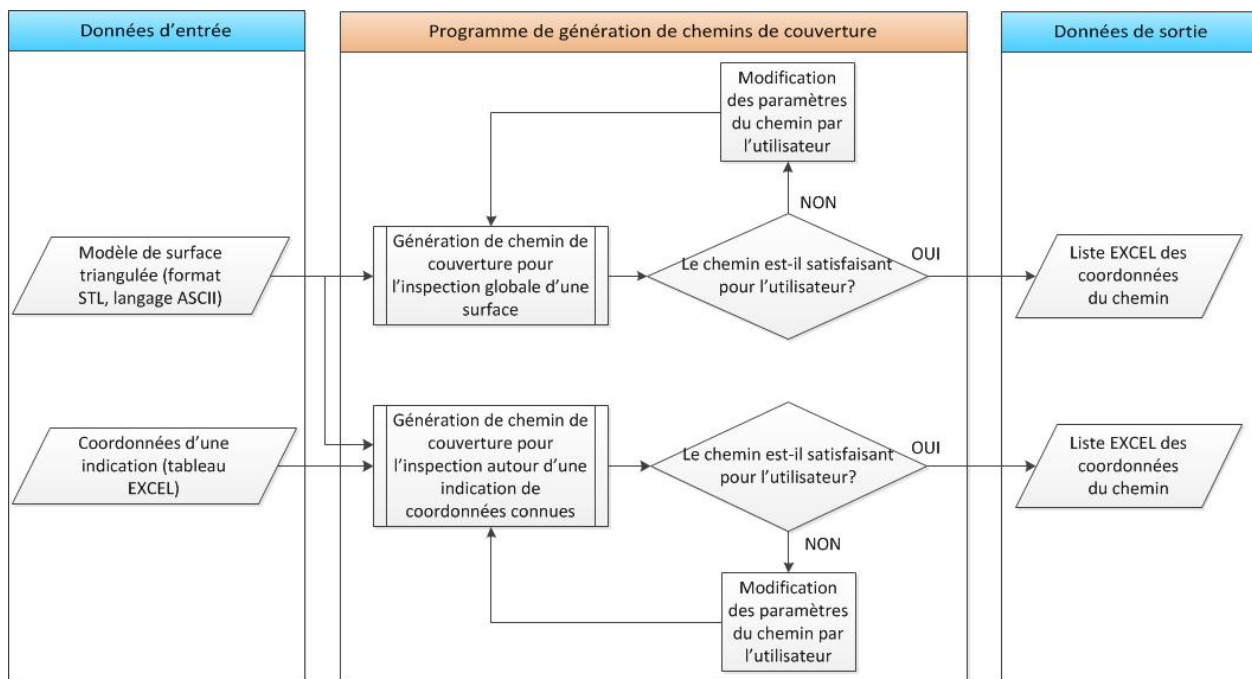 Données d'entrée
Programme de génération de chemins de couverture
Données de sortie
Modification
des paramètres
du chemin par
l'utilisateur
NON
Modèle de surface
triangulée (format
STL, langage ASCII)
Génération de chemin de
couverture pour
l'inspection globale d'une
surface
Le chemin est-il satisfaisant
pour l'utilisateur?
OUI
Liste EXCEL des
coordonnées
du chemin
Coordonnées d'une
indication (tableau
EXCEL)
Génération de chemin de
couverture pour
l'inspection autour d'une
indication de
coordonnées connues
Le chemin est-il satisfaisant
pour l'utilisateur?
OUI
Liste EXCEL des
coordonnées
du chemin
NON
Modification
des paramètres
du chemin par
l'utilisateur